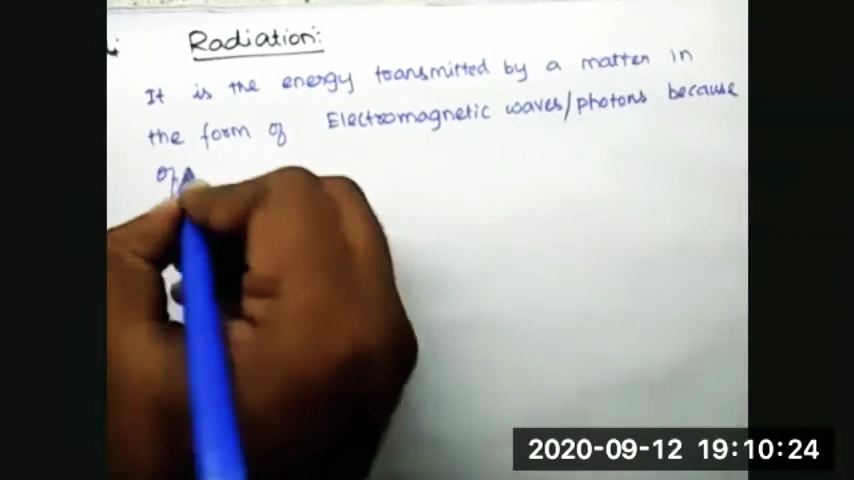 Radiation:
It is the energy transmitted by a matter in
the form of Electromagnetic waves/photons because
of
2020-09-12 19:10:24